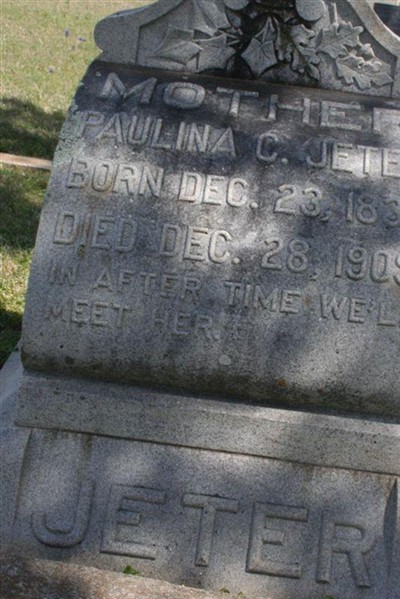 MOTHER
PAULINA C. JETER
BORN DEC. 23, 183
DIED DEC. 28, 1909
IN AFTER TIME WE'LL
MEET HER.
JETER